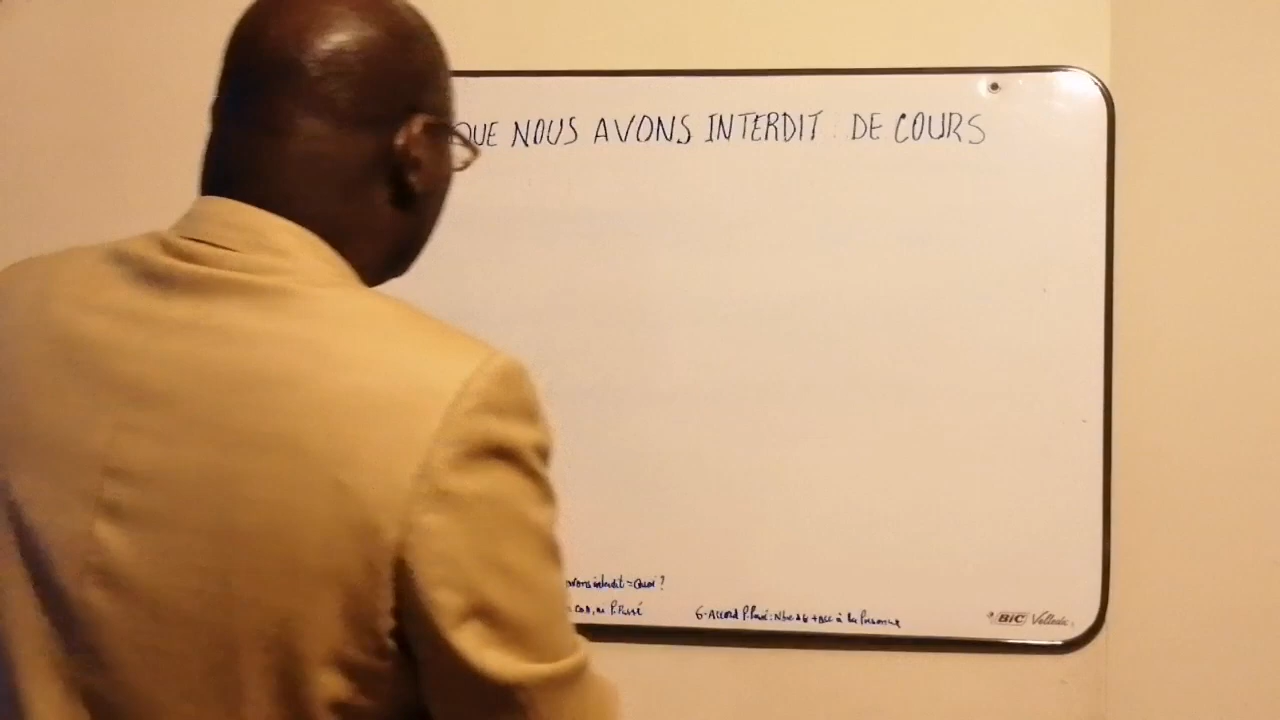 QUE NOUS AVONS INTERDIT DE COURS
avons interdit = Quoi ?
COD, au P.Passé
6-Accord P.Passé: Nbre &
à la Personne
BIC Velleda